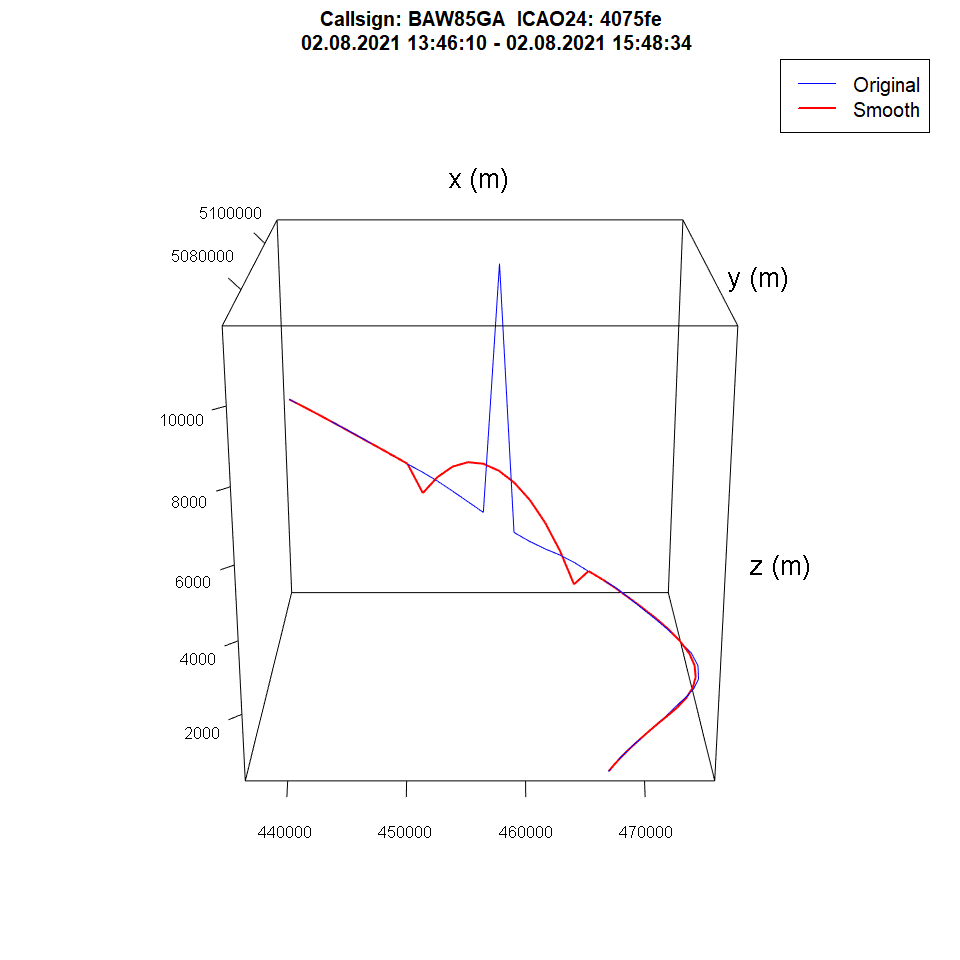 Callsign: BAW85GA  ICAO24: 4075fe
02.08.2021 13:46:10 - 02.08.2021 15:48:34
Original
Smooth
x (m)
5100000
5080000
y (m)
10000
8000
6000
z (m)
4000
2000
440000
450000
460000
470000